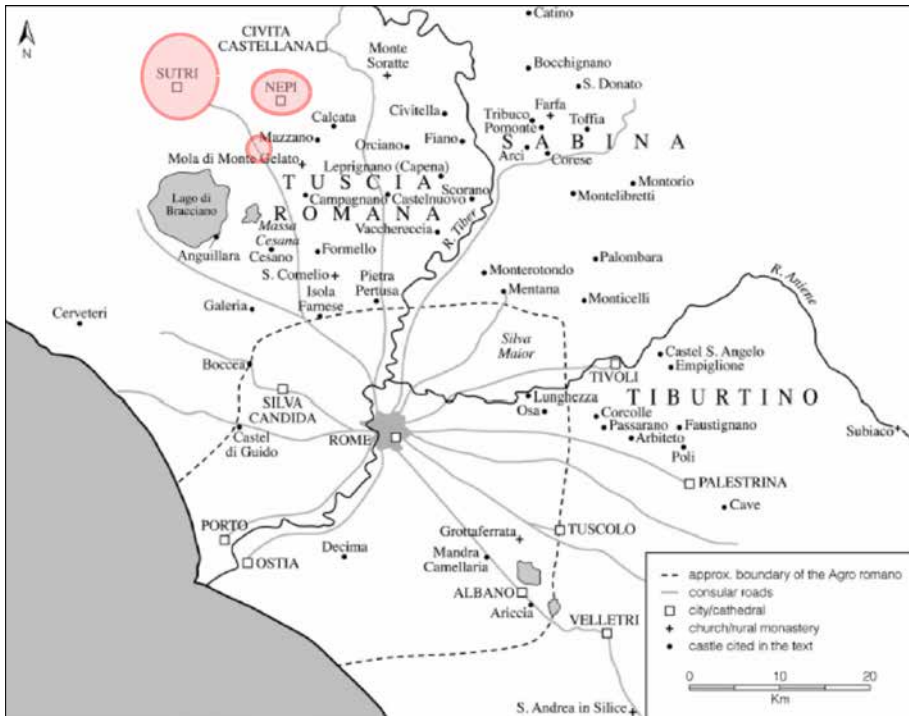 N
CIVITA
CASTELLANA
Catino
Monte
Soratte
Bocchignano
SUTRI
NEPI
S. Donato
Calcata
Civitella
Tribuco
Farfa
Toffia
Pomonte
Mazzano
Orciano
Fiano
SABINA
Arci
Corese
Mola di Monte Gelato
Leprignano (Capena)
TUSCIA
Scorano
Montorio
Montelibretti
Lago di
Bracciano
Campagnano
Castelnuovo
ROMANA
R. Tiber
Massa
Cesana
Vacchereccia
Anguillara
Cesano
Formello
Palombara
S. Cornelio
Monterotondo
R. Aniene
Isola
Farnese
Pietra
Pertusa
Mentana
Monticelli
Galeria
Cerveteri
Silva
Maior
Castel S. Angelo
Empiglione
Boccea
TIVOLI
SILVA
CANDIDA
Lunghezza
TIBURTINO
Osa
Corcolle
Passarano
Faustignano
Castel
di Guido
ROME
Arbiteto
Subiaco
Poli
PALESTRINA
Cave
PORTO
Grottaferrata
TUSCOLO
OSTIA
Decima
Mandra
Camellaria
ALBANO
Ariccia
VELLETRI
S. Andrea in Silice
approx. boundary of the Agro romano
consular roads
city/cathedral
church/rural monastery
castle cited in the text
0 10 20
Km